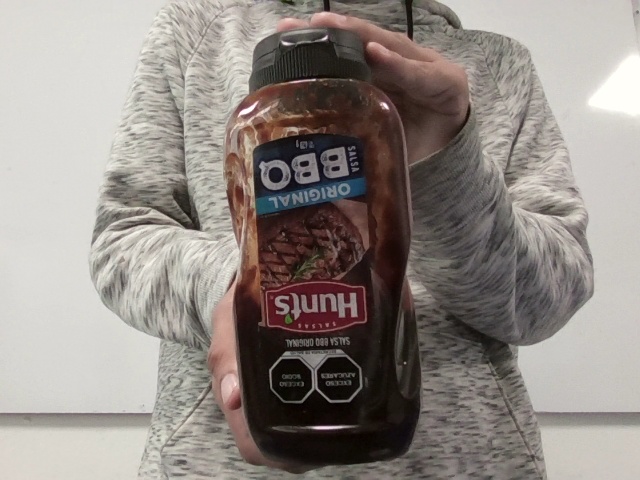 EXCESO
AZÚCARES
EXCESO
SODIO
SALSA BBQ ORIGINAL
SALSAS
Hunt's
ORIGINAL
SALSA
BBQ